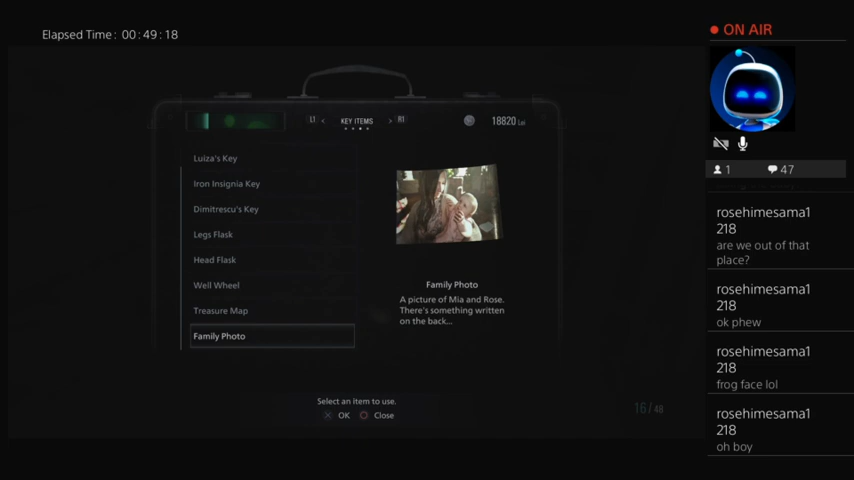 Elapsed Time: 00:49:18
ON AIR
L1 < KEY ITEMS > R1
18820 Lei
Luiza's Key
Iron Insignia Key
Dimitrescu's Key
Legs Flask
Head Flask
Well Wheel
Treasure Map
Family Photo
Family Photo
A picture of Mia and Rose.
There's something written
on the back...
Select an item to use.
OK Close
16/48
1 47
rosehimesama1
218
are we out of that
place?
rosehimesama1
218
ok phew
rosehimesama1
218
frog face lol
rosehimesama1
218
oh boy